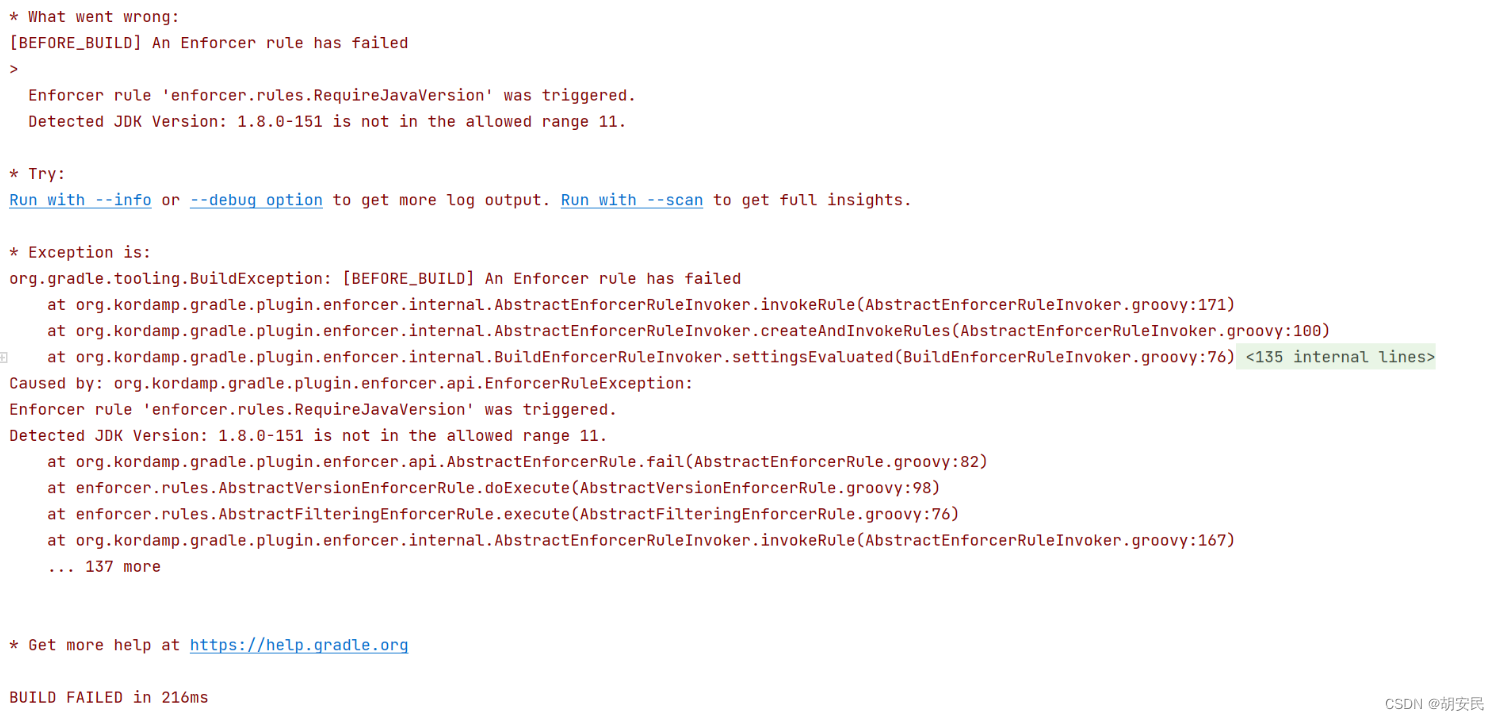 * What went wrong:
[BEFORE_BUILD] An Enforcer rule has failed
>
  Enforcer rule 'enforcer.rules.RequireJavaVersion' was triggered.
  Detected JDK Version: 1.8.0-151 is not in the allowed range 11.

* Try:
Run with --info or --debug option to get more log output. Run with --scan to get full insights.

* Exception is:
org.gradle.tooling.BuildException: [BEFORE_BUILD] An Enforcer rule has failed
    at org.kordamp.gradle.plugin.enforcer.internal.AbstractEnforcerRuleInvoker.invokeRule(AbstractEnforcerRuleInvoker.groovy:171)
    at org.kordamp.gradle.plugin.enforcer.internal.AbstractEnforcerRuleInvoker.createAndInvokeRules(AbstractEnforcerRuleInvoker.groovy:100)
    at org.kordamp.gradle.plugin.enforcer.internal.BuildEnforcerRuleInvoker.settingsEvaluated(BuildEnforcerRuleInvoker.groovy:76) <135 internal lines>
Caused by: org.kordamp.gradle.plugin.enforcer.api.EnforcerRuleException:
Enforcer rule 'enforcer.rules.RequireJavaVersion' was triggered.
Detected JDK Version: 1.8.0-151 is not in the allowed range 11.
    at org.kordamp.gradle.plugin.enforcer.api.AbstractEnforcerRule.fail(AbstractEnforcerRule.groovy:82)
    at enforcer.rules.AbstractVersionEnforcerRule.doExecute(AbstractVersionEnforcerRule.groovy:98)
    at enforcer.rules.AbstractFilteringEnforcerRule.execute(AbstractFilteringEnforcerRule.groovy:76)
    at org.kordamp.gradle.plugin.enforcer.internal.AbstractEnforcerRuleInvoker.invokeRule(AbstractEnforcerRuleInvoker.groovy:167)
    ... 137 more

* Get more help at https://help.gradle.org

BUILD FAILED in 216ms
CSDN @胡安民